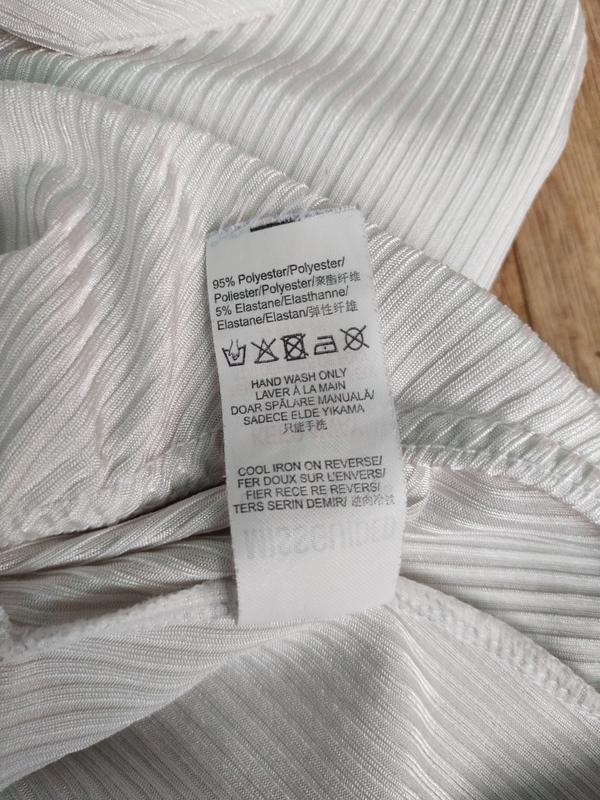 95% Polyester/Polyester/
Poliester/Polyester/聚酯纤维
5% Elastane/Elasthanne/
Elastane/Elastan/弹性纤维
HAND WASH ONLY
LAVER À LA MAIN
DOAR SPĂLARE MANUALĂ/
SADECE ELDE YIKAMA
只能手洗
COOL IRON ON REVERSE/
FER DOUX SUR L'ENVERS/
FIER RECE RE REVERS/
TERS SERIN DEMIR/